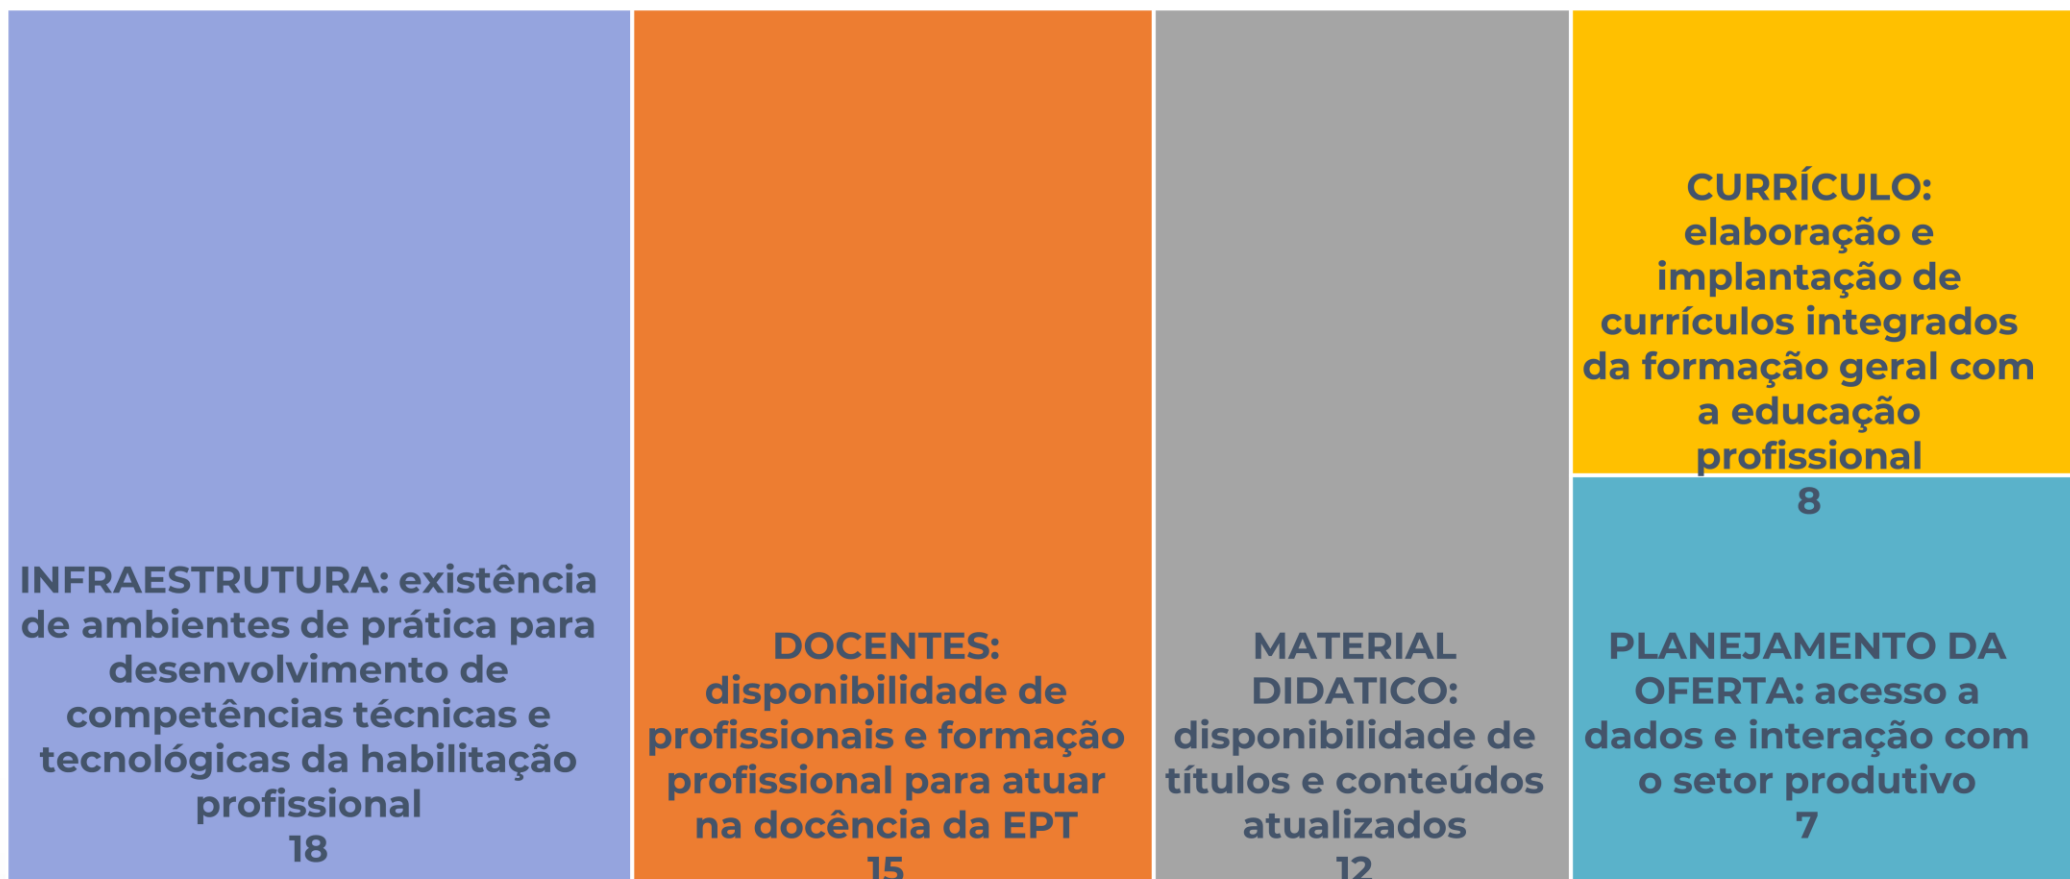 INFRAESTRUTURA: existência
de ambientes de prática para
desenvolvimento de
competências técnicas e
tecnológicas da habilitação
profissional
18
DOCENTES:
disponibilidade de
profissionais e formação
profissional para atuar
na docência da EPT
15
MATERIAL
DIDATICO:
disponibilidade de
títulos e conteúdos
atualizados
12
CURRÍCULO:
elaboração e
implantação de
currículos integrados
da formação geral com
a educação
profissional
8
PLANEJAMENTO DA
OFERTA: acesso a
dados e interação com
o setor produtivo
7